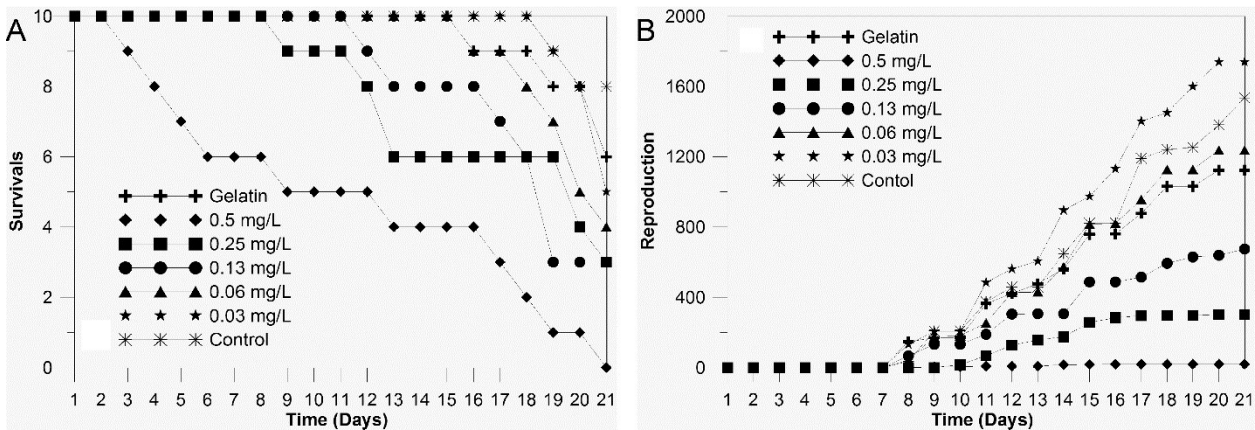 A
Survivals
10
8
6
4
2
0
Gelatin
0.5 mg/L
0.25 mg/L
0.13 mg/L
0.06 mg/L
0.03 mg/L
Control
1 2 3 4 5 6 7 8 9 10 11 12 13 14 15 16 17 18 19 20 21
Time (Days)
B
Reproduction
2000
1600
1200
800
400
0
Gelatin
0.5 mg/L
0.25 mg/L
0.13 mg/L
0.06 mg/L
0.03 mg/L
Contol
1 2 3 4 5 6 7 8 9 10 11 12 13 14 15 16 17 18 19 20 21
Time (Days)